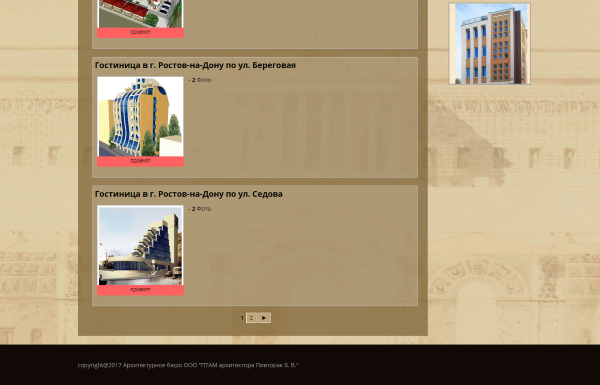 проект
Гостиница в г. Ростов-на-Дону по ул. Береговая
- 2 Фото
проект
Гостиница в г. Ростов-на-Дону по ул. Седова
- 2 Фото
проект
1 2 ►
copyright@2017 Архитектурное бюро ООО "ПТАМ архитектора Пивторак Б. В."